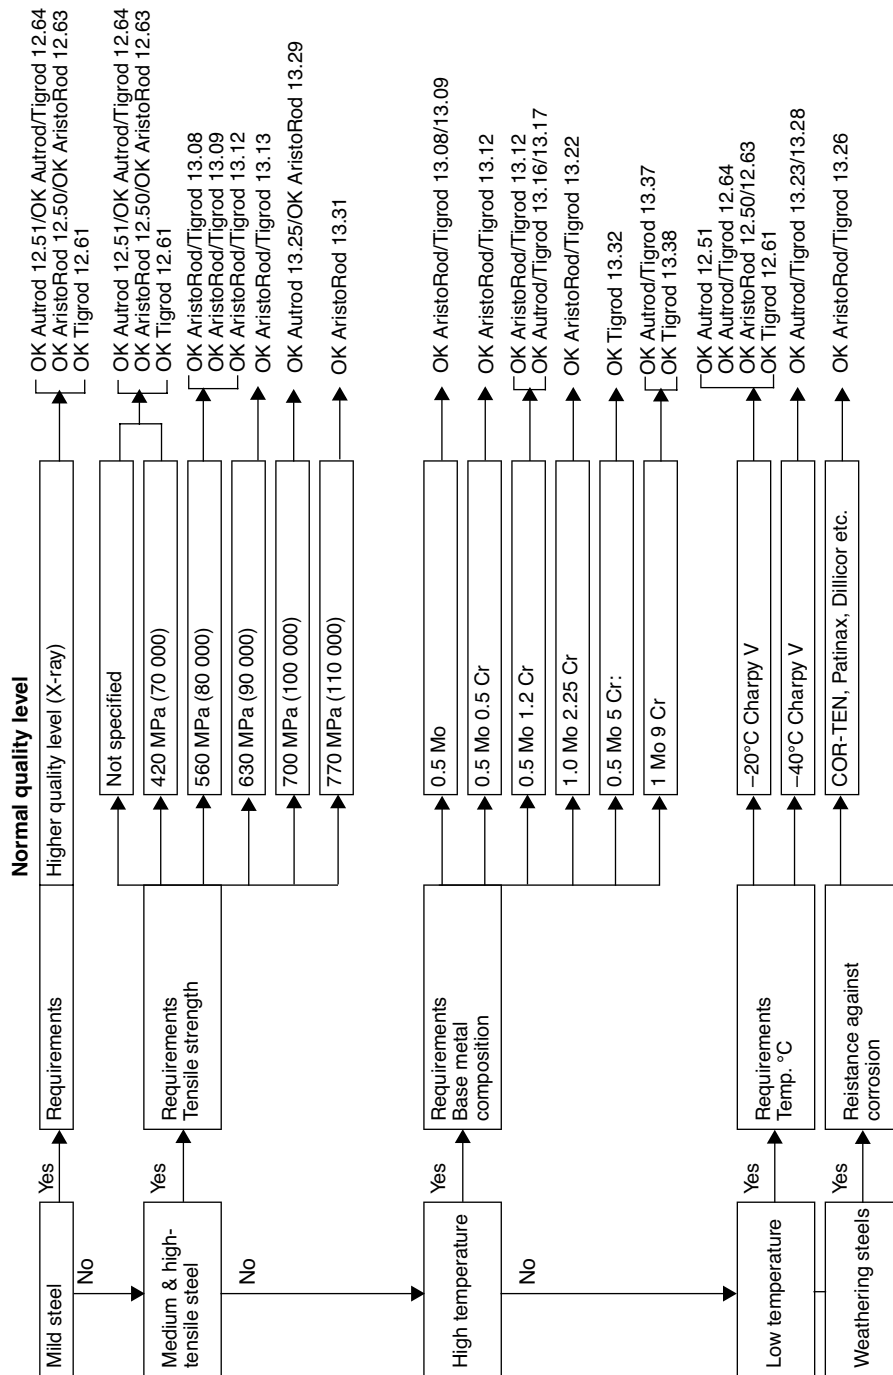 Normal quality level
Mild steel
Yes
Requirements
Higher quality level (X-ray)
OK Autrod 12.51/OK Autrod/Tigrod 12.64
OK AristoRod 12.50/OK AristoRod 12.63
OK Tigrod 12.61
No
Medium & high-
tensile steel
Yes
Requirements
Tensile strength
Not specified
420 MPa (70 000)
OK Autrod 12.51/OK Autrod/Tigrod 12.64
OK AristoRod 12.50/OK AristoRod 12.63
OK Tigrod 12.61
560 MPa (80 000)
OK AristoRod/Tigrod 13.08
OK AristoRod/Tigrod 13.09
OK AristoRod/Tigrod 13.12
630 MPa (90 000)
OK AristoRod/Tigrod 13.13
700 MPa (100 000)
OK Autrod 13.25/OK AristoRod 13.29
770 MPa (110 000)
OK AristoRod 13.31
No
High temperature
Yes
Requirements
Base metal
composition
0.5 Mo
OK AristoRod/Tigrod 13.08/13.09
0.5 Mo 0.5 Cr
OK AristoRod/Tigrod 13.12
0.5 Mo 1.2 Cr
OK AristoRod/Tigrod 13.12
OK Autrod/Tigrod 13.16/13.17
1.0 Mo 2.25 Cr
OK AristoRod/Tigrod 13.22
0.5 Mo 5 Cr:
OK Tigrod 13.32
1 Mo 9 Cr
OK Autrod/Tigrod 13.37
OK Tigrod 13.38
No
Low temperature
Yes
Requirements
Temp. °C
–20°C Charpy V
OK Autrod 12.51
OK Autrod/Tigrod 12.64
OK AristoRod 12.50/12.63
OK Tigrod 12.61
–40°C Charpy V
OK Autrod/Tigrod 13.23/13.28
Weathering steels
Yes
Reistance against
corrosion
COR-TEN, Patinax, Dillicor etc.
OK AristoRod/Tigrod 13.26